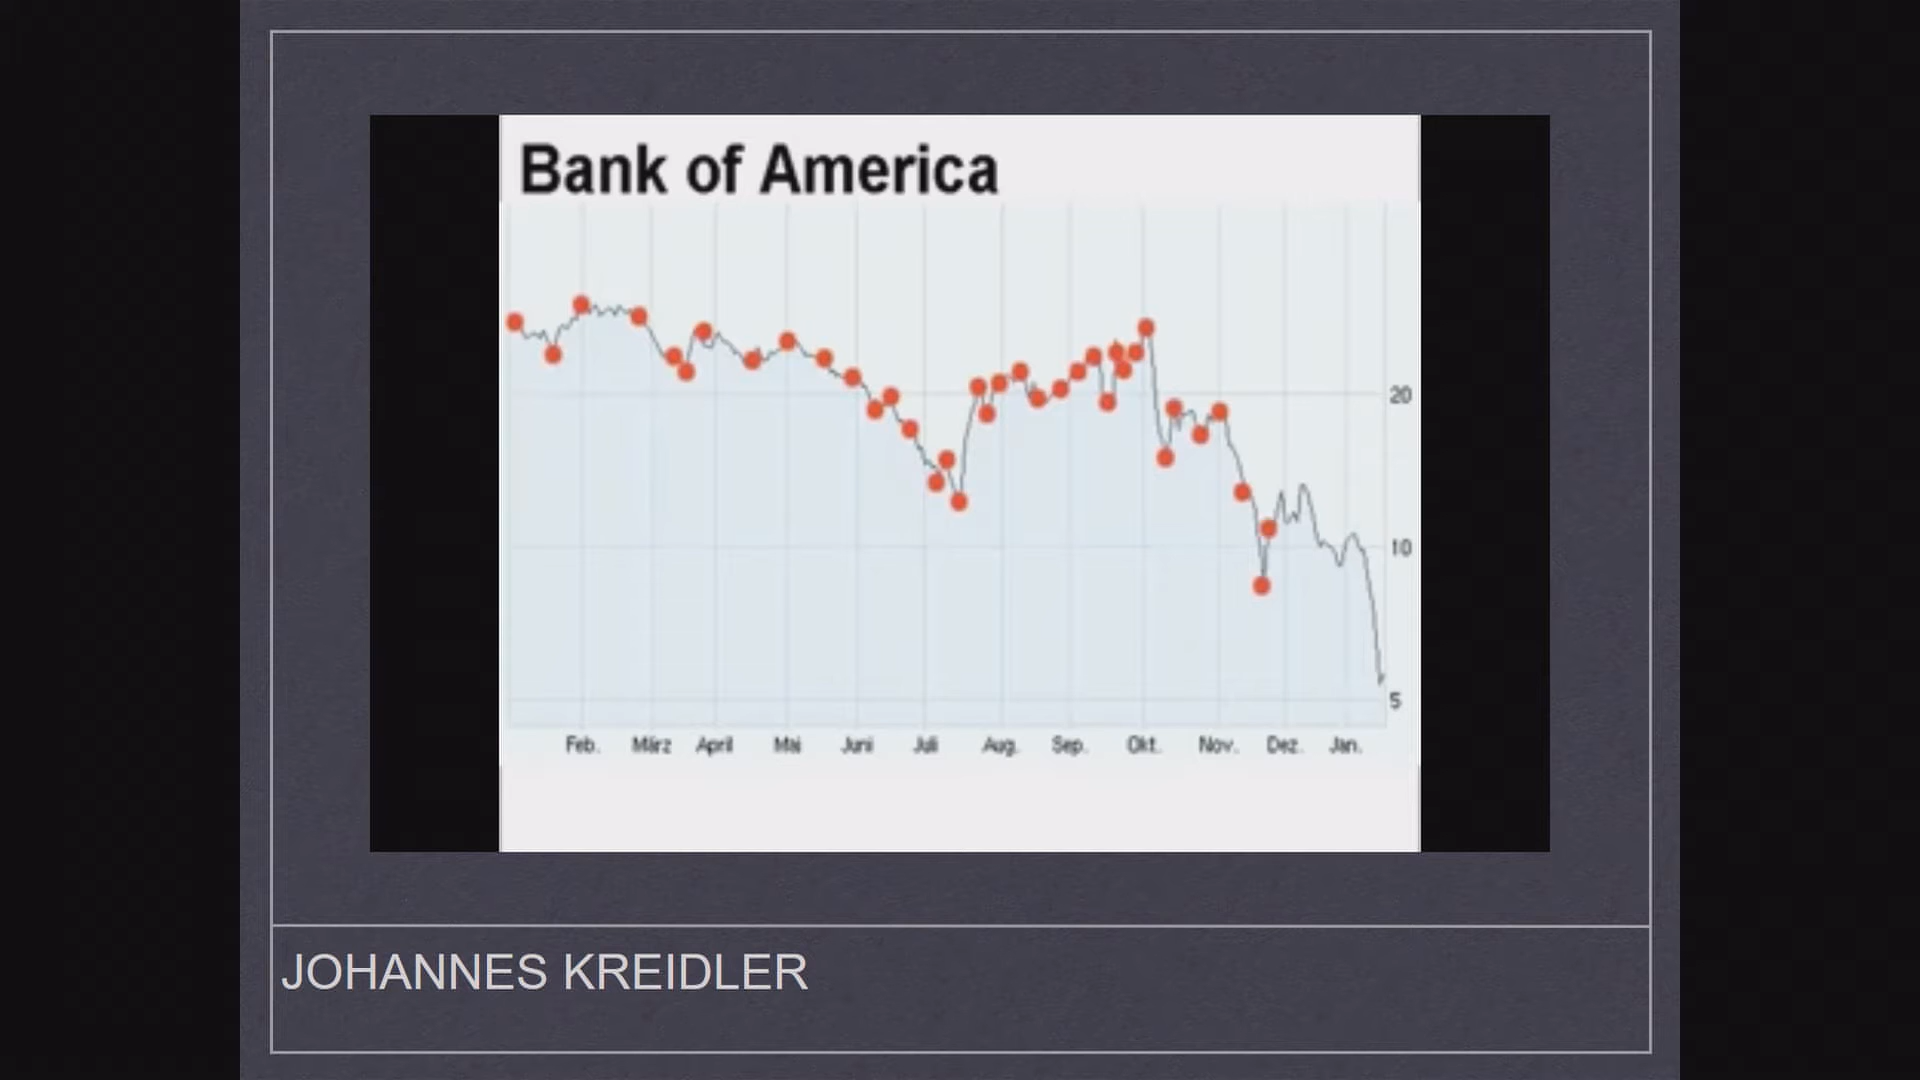 Bank of America
20
10
5
Feb. März April Mai Juni Juli Aug. Sep. Okt. Nov. Dez. Jan.
JOHANNES KREIDLER